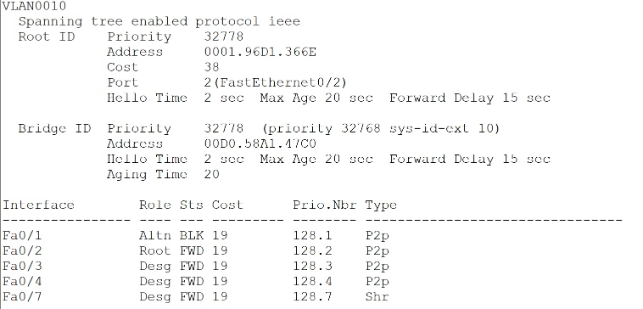 VLAN0010
Spanning tree enabled protocol ieee
Root ID Priority 32778
Address 0001.96D1.366E
Cost 38
Port 2(FastEthernet0/2)
Hello Time 2 sec Max Age 20 sec Forward Delay 15 sec
Bridge ID Priority 32778 (priority 32768 sys-id-ext 10)
Address 00D0.58A1.47C0
Hello Time 2 sec Max Age 20 sec Forward Delay 15 sec
Aging Time 20
Interface Role Sts Cost Prio.Nbr Type
---------------- ---- --- --------- -------- --------------------------------
Fa0/1 Altn BLK 19 128.1 P2p
Fa0/2 Root FWD 19 128.2 P2p
Fa0/3 Desg FWD 19 128.3 P2p
Fa0/4 Desg FWD 19 128.4 P2p
Fa0/7 Desg FWD 19 128.7 Shr